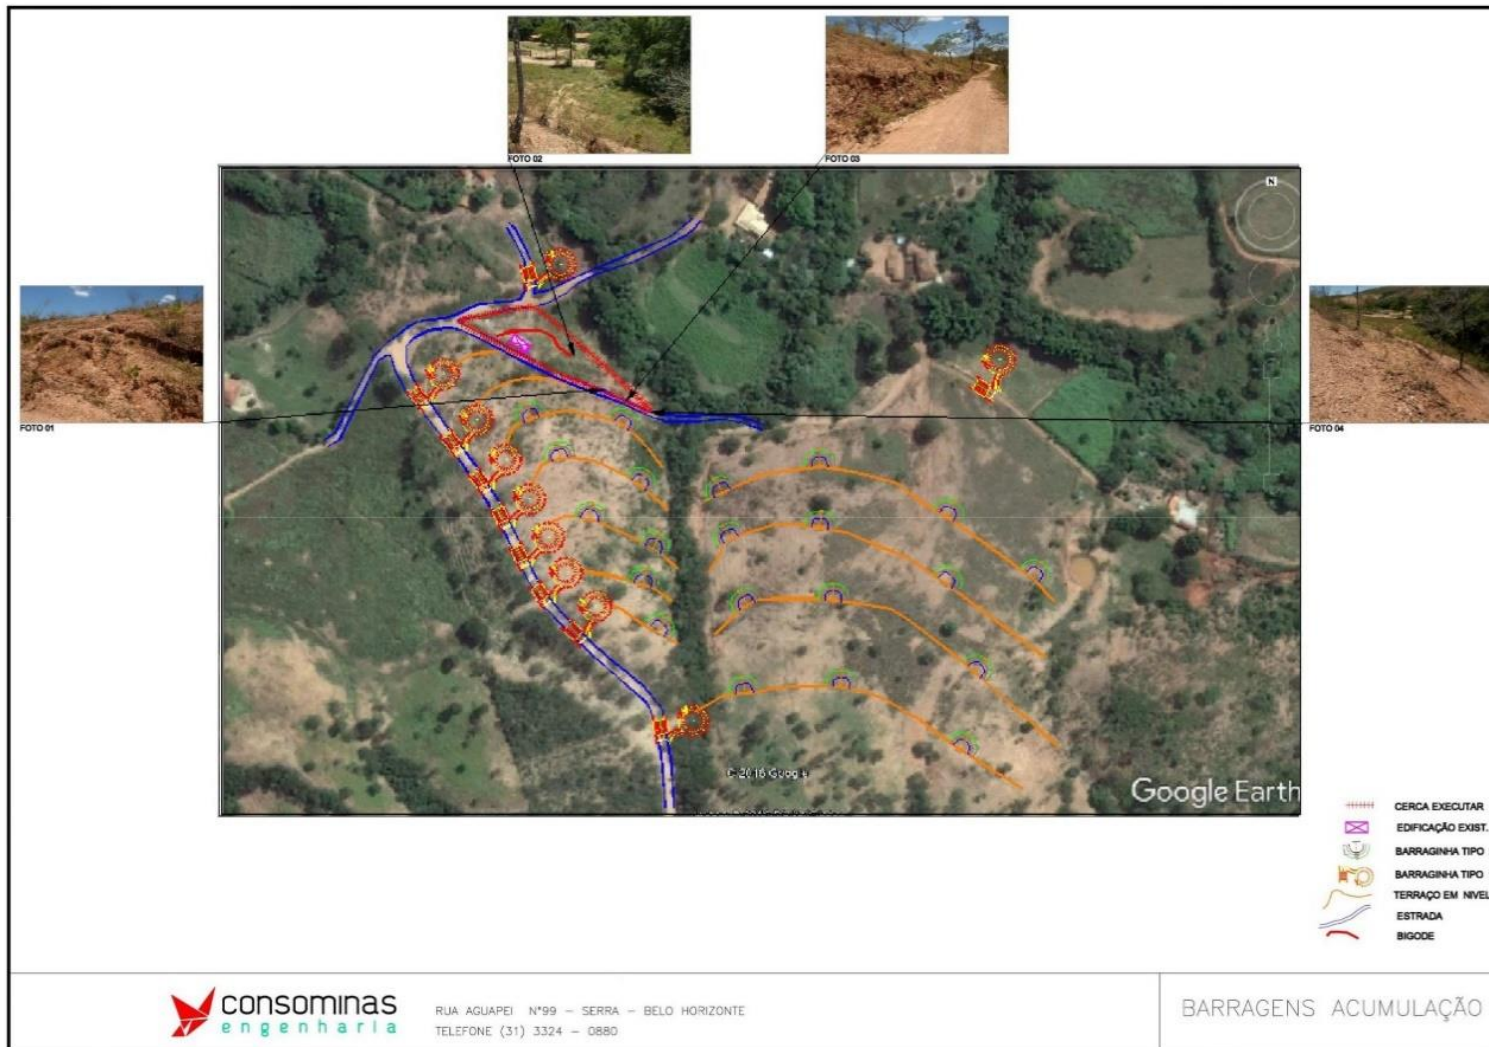 FOTO 02
FOTO 03
N
FOTO 01
FOTO 04
© 2016 Google
Google Earth
CERCA EXECUTAR
EDIFICAÇÃO EXIST.
BARRAGINHA TIPO
BARRAGINHA TIPO
TERRAÇO EM NIVEL
ESTRADA
BIGODE
consominas
engenharia
RUA AGUAPEI N°99 – SERRA – BELO HORIZONTE
TELEFONE (31) 3324 – 0880
BARRAGENS ACUMULAÇÃO